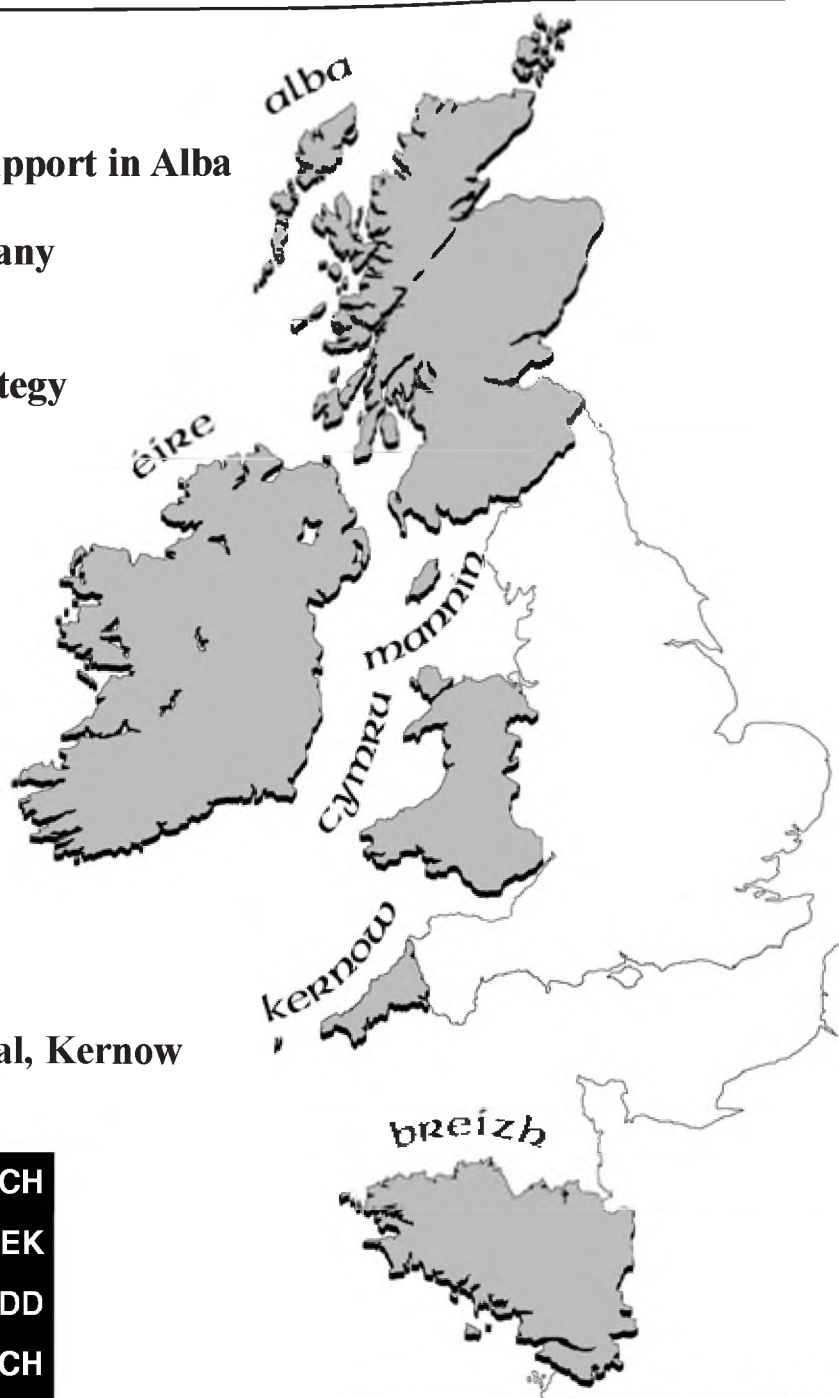 alba
pport in Alba
any
tegy
éire
mannin
cymru
kernow
al, Kernow
breizh
CH
EK
DD
CH